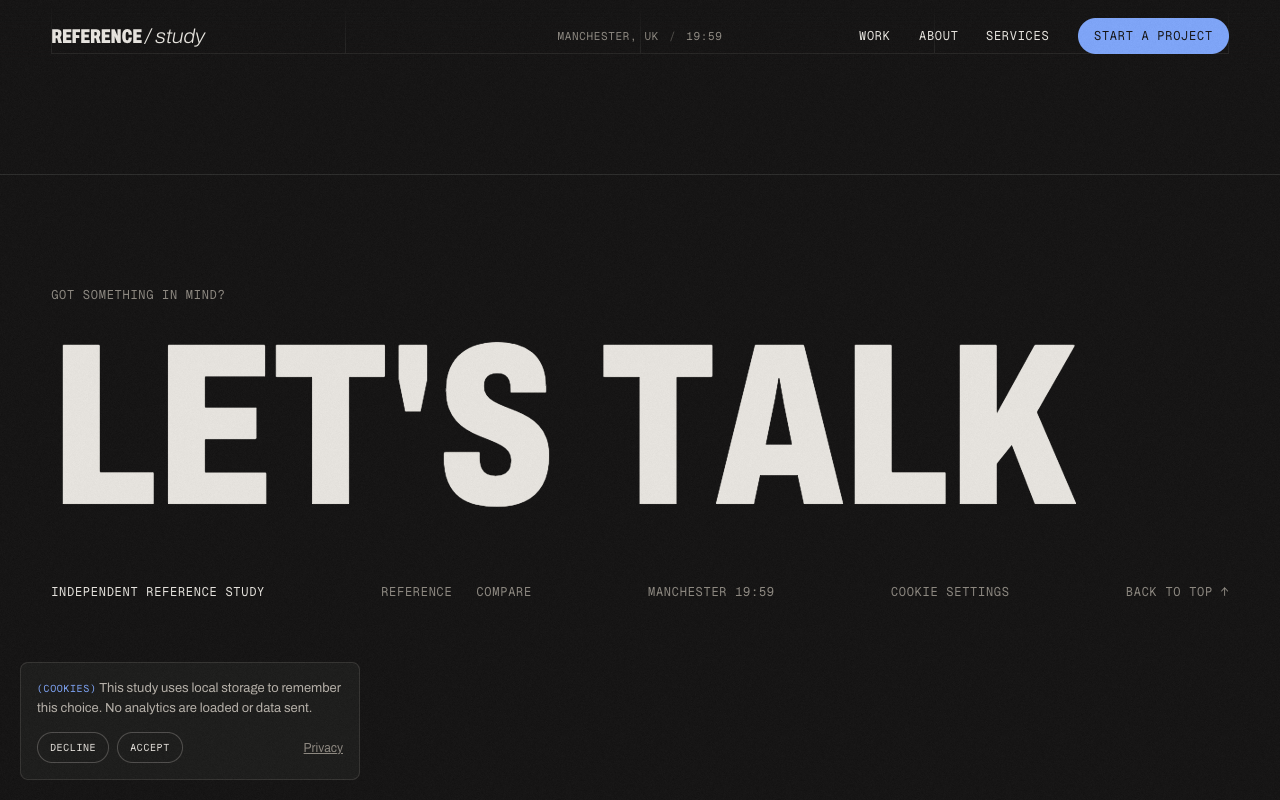 REFERENCE / study
MANCHESTER, UK / 19:59
WORK
ABOUT
SERVICES
START A PROJECT
GOT SOMETHING IN MIND?
LET'S TALK
INDEPENDENT REFERENCE STUDY
REFERENCE
COMPARE
MANCHESTER 19:59
COOKIE SETTINGS
BACK TO TOP ↑
(COOKIES) This study uses local storage to remember
this choice. No analytics are loaded or data sent.
DECLINE
ACCEPT
Privacy